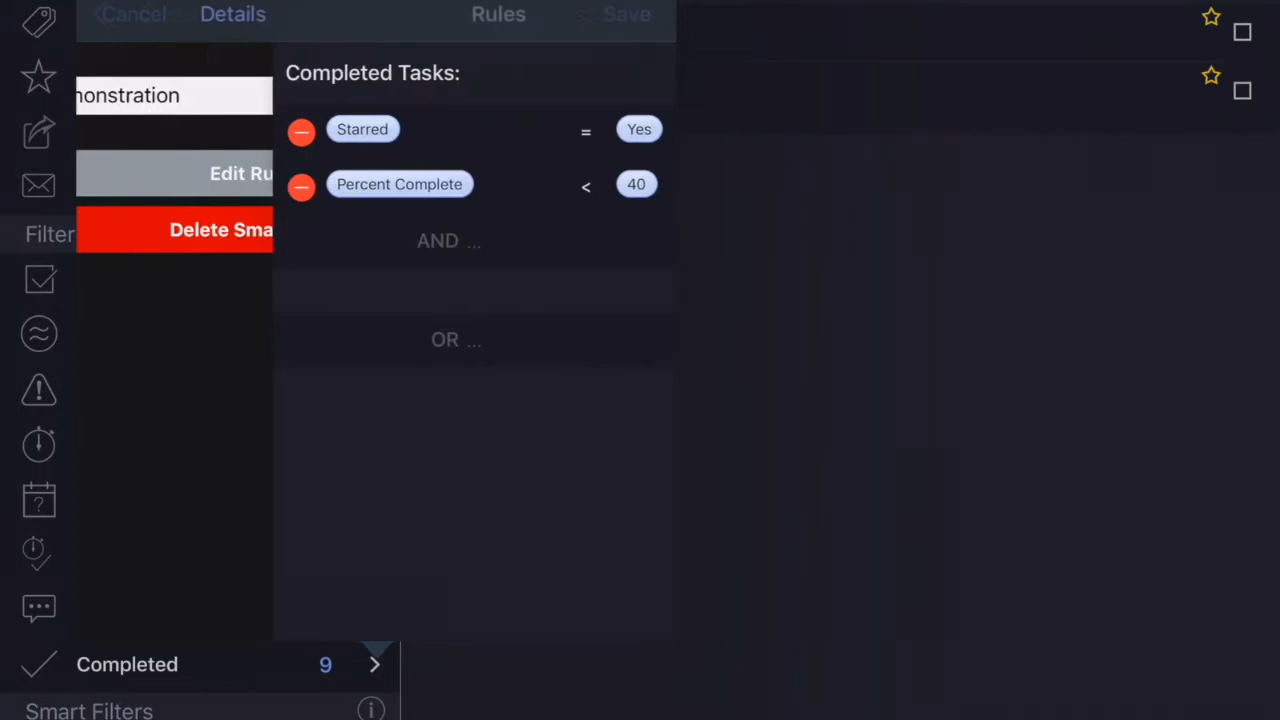 Cancel Details Rules Save
Completed Tasks:
monstration
Starred = Yes
Edit Ru
Percent Complete < 40
Delete Sma
AND ...
Filter
OR ...
Completed 9
Smart Filters